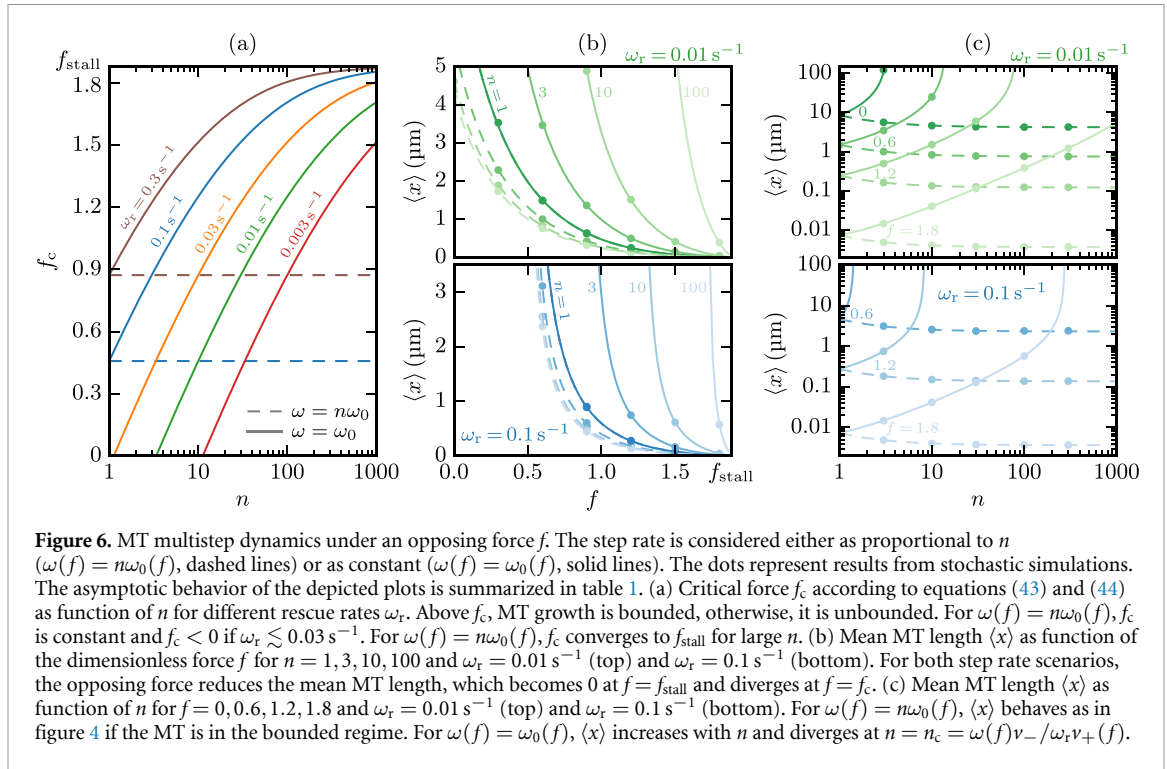 (a)
(b)
ωr = 0.01 s⁻¹
(c)
ωr = 0.01 s⁻¹
fstall
1.8
1.5
1.2
0.9
0.6
0.3
0
fc
ωr = 0.3 s⁻¹
0.1 s⁻¹
0.03 s⁻¹
0.01 s⁻¹
0.003 s⁻¹
ω = nω0
ω = ω0
1
10
100
1000
n
5
4
3
2
1
0
⟨x⟩ (µm)
n = 1
3
10
100
3
2
1
0
⟨x⟩ (µm)
n = 1
3
10
100
ωr = 0.1 s⁻¹
0.0
0.5
1.0
1.5
fstall
f
100
10
1
0.1
0.01
⟨x⟩ (µm)
0
0.6
1.2
f = 1.8
100
10
1
0.1
0.01
⟨x⟩ (µm)
ωr = 0.1 s⁻¹
0.6
1.2
f = 1.8
1
10
100
1000
n
Figure 6. MT multistep dynamics under an opposing force f. The step rate is considered either as proportional to n
(ω(f) = nω0(f), dashed lines) or as constant (ω(f) = ω0(f), solid lines). The dots represent results from stochastic simulations.
The asymptotic behavior of the depicted plots is summarized in table 1. (a) Critical force fc according to equations (43) and (44)
as function of n for different rescue rates ωr. Above fc, MT growth is bounded, otherwise, it is unbounded. For ω(f) = nω0(f), fc
is constant and fc < 0 if ωr ≲ 0.03 s⁻¹. For ω(f) = nω0(f), fc converges to fstall for large n. (b) Mean MT length ⟨x⟩ as function of
the dimensionless force f for n = 1, 3, 10, 100 and ωr = 0.01 s⁻¹ (top) and ωr = 0.1 s⁻¹ (bottom). For both step rate scenarios,
the opposing force reduces the mean MT length, which becomes 0 at f = fstall and diverges at f = fc. (c) Mean MT length ⟨x⟩ as
function of n for f = 0, 0.6, 1.2, 1.8 and ωr = 0.01 s⁻¹ (top) and ωr = 0.1 s⁻¹ (bottom). For ω(f) = nω0(f), ⟨x⟩ behaves as in
figure 4 if the MT is in the bounded regime. For ω(f) = ω0(f), ⟨x⟩ increases with n and diverges at n = nc = ω(f)v−/ωrv+(f).